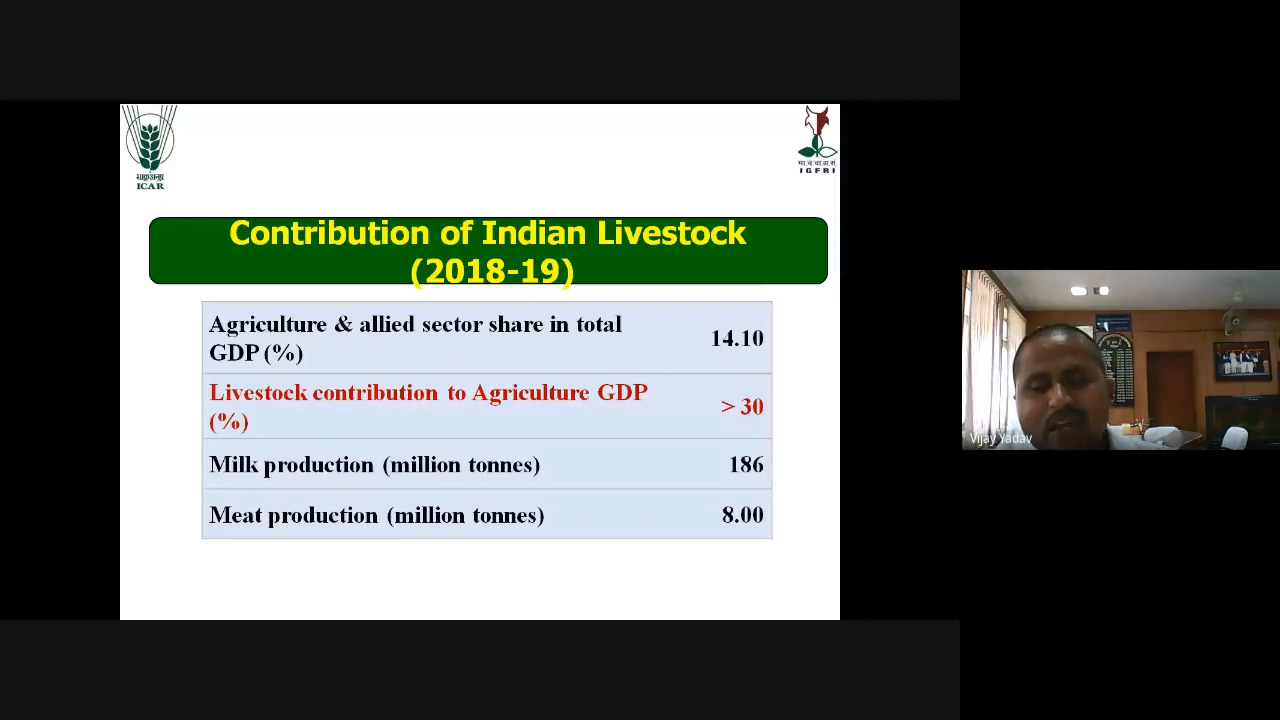 ICAR
IGFRI
Contribution of Indian Livestock
(2018-19)
Agriculture & allied sector share in total
GDP (%)
14.10
Livestock contribution to Agriculture GDP
(%)
> 30
Milk production (million tonnes)
186
Meat production (million tonnes)
8.00
Vijay Yadav